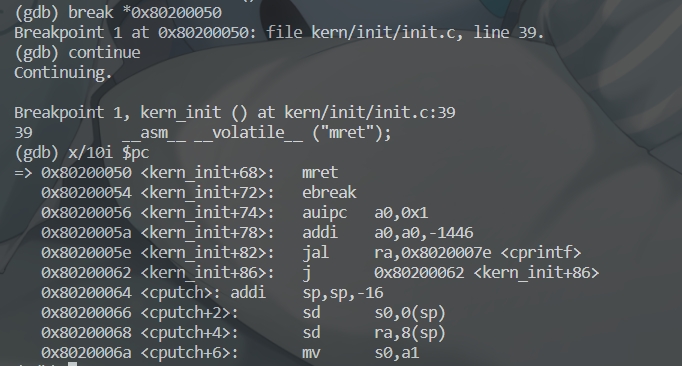 (gdb) break *0x80200050
Breakpoint 1 at 0x80200050: file kern/init/init.c, line 39.
(gdb) continue
Continuing.

Breakpoint 1, kern_init () at kern/init/init.c:39
39          __asm__ __volatile__ ("mret");
(gdb) x/10i $pc
=> 0x80200050 <kern_init+68>:   mret
   0x80200054 <kern_init+72>:   ebreak
   0x80200056 <kern_init+74>:   auipc   a0,0x1
   0x8020005a <kern_init+78>:   addi    a0,a0,-1446
   0x8020005e <kern_init+82>:   jal     ra,0x8020007e <cprintf>
   0x80200062 <kern_init+86>:   j       0x80200062 <kern_init+86>
   0x80200064 <cputch>: addi    sp,sp,-16
   0x80200066 <cputch+2>:       sd      s0,0(sp)
   0x80200068 <cputch+4>:       sd      ra,8(sp)
   0x8020006a <cputch+6>:       mv      s0,a1